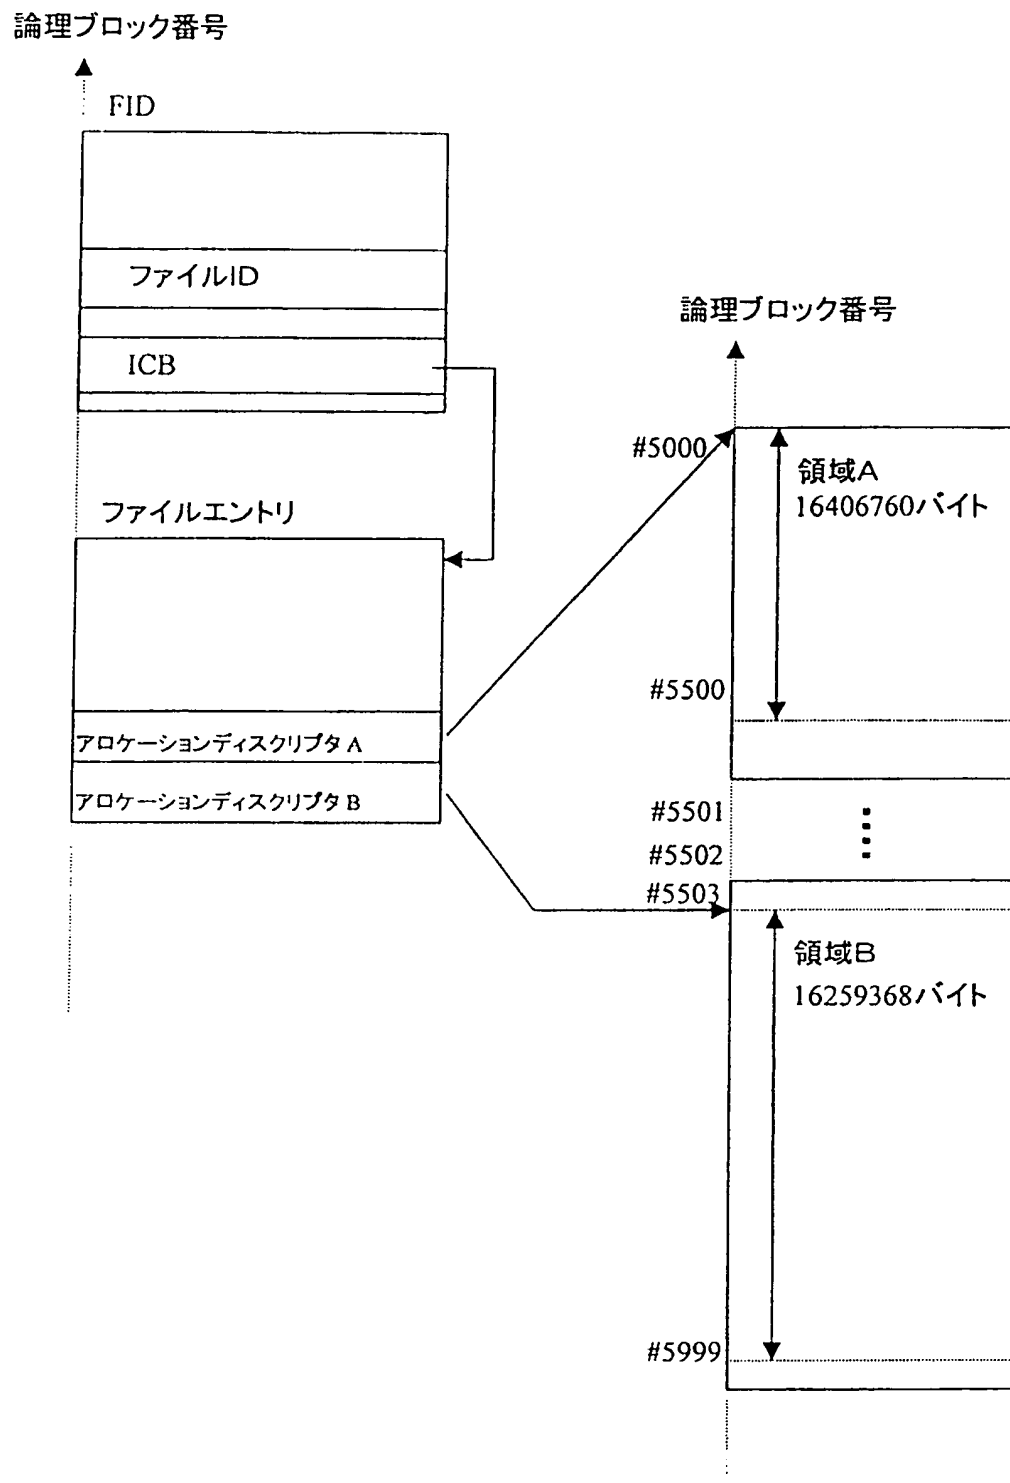 論理ブロック番号
FID
ファイルID
ICB
ファイルエントリ
アロケーションディスクリプタ A
アロケーションディスクリプタ B
論理ブロック番号
#5000
領域A
16406760バイト
#5500
#5501
#5502
#5503
領域B
16259368バイト
#5999